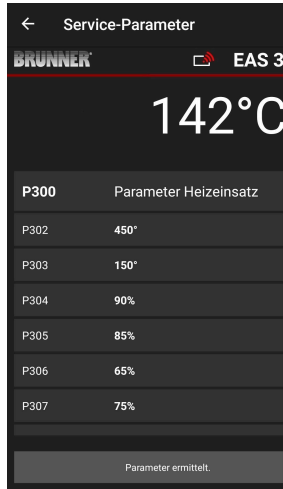 ← Service-Parameter
BRUNNER EAS 3
142°C
P300 Parameter Heizeinsatz
P302 450°
P303 150°
P304 90%
P305 85%
P306 65%
P307 75%
Parameter ermittelt.